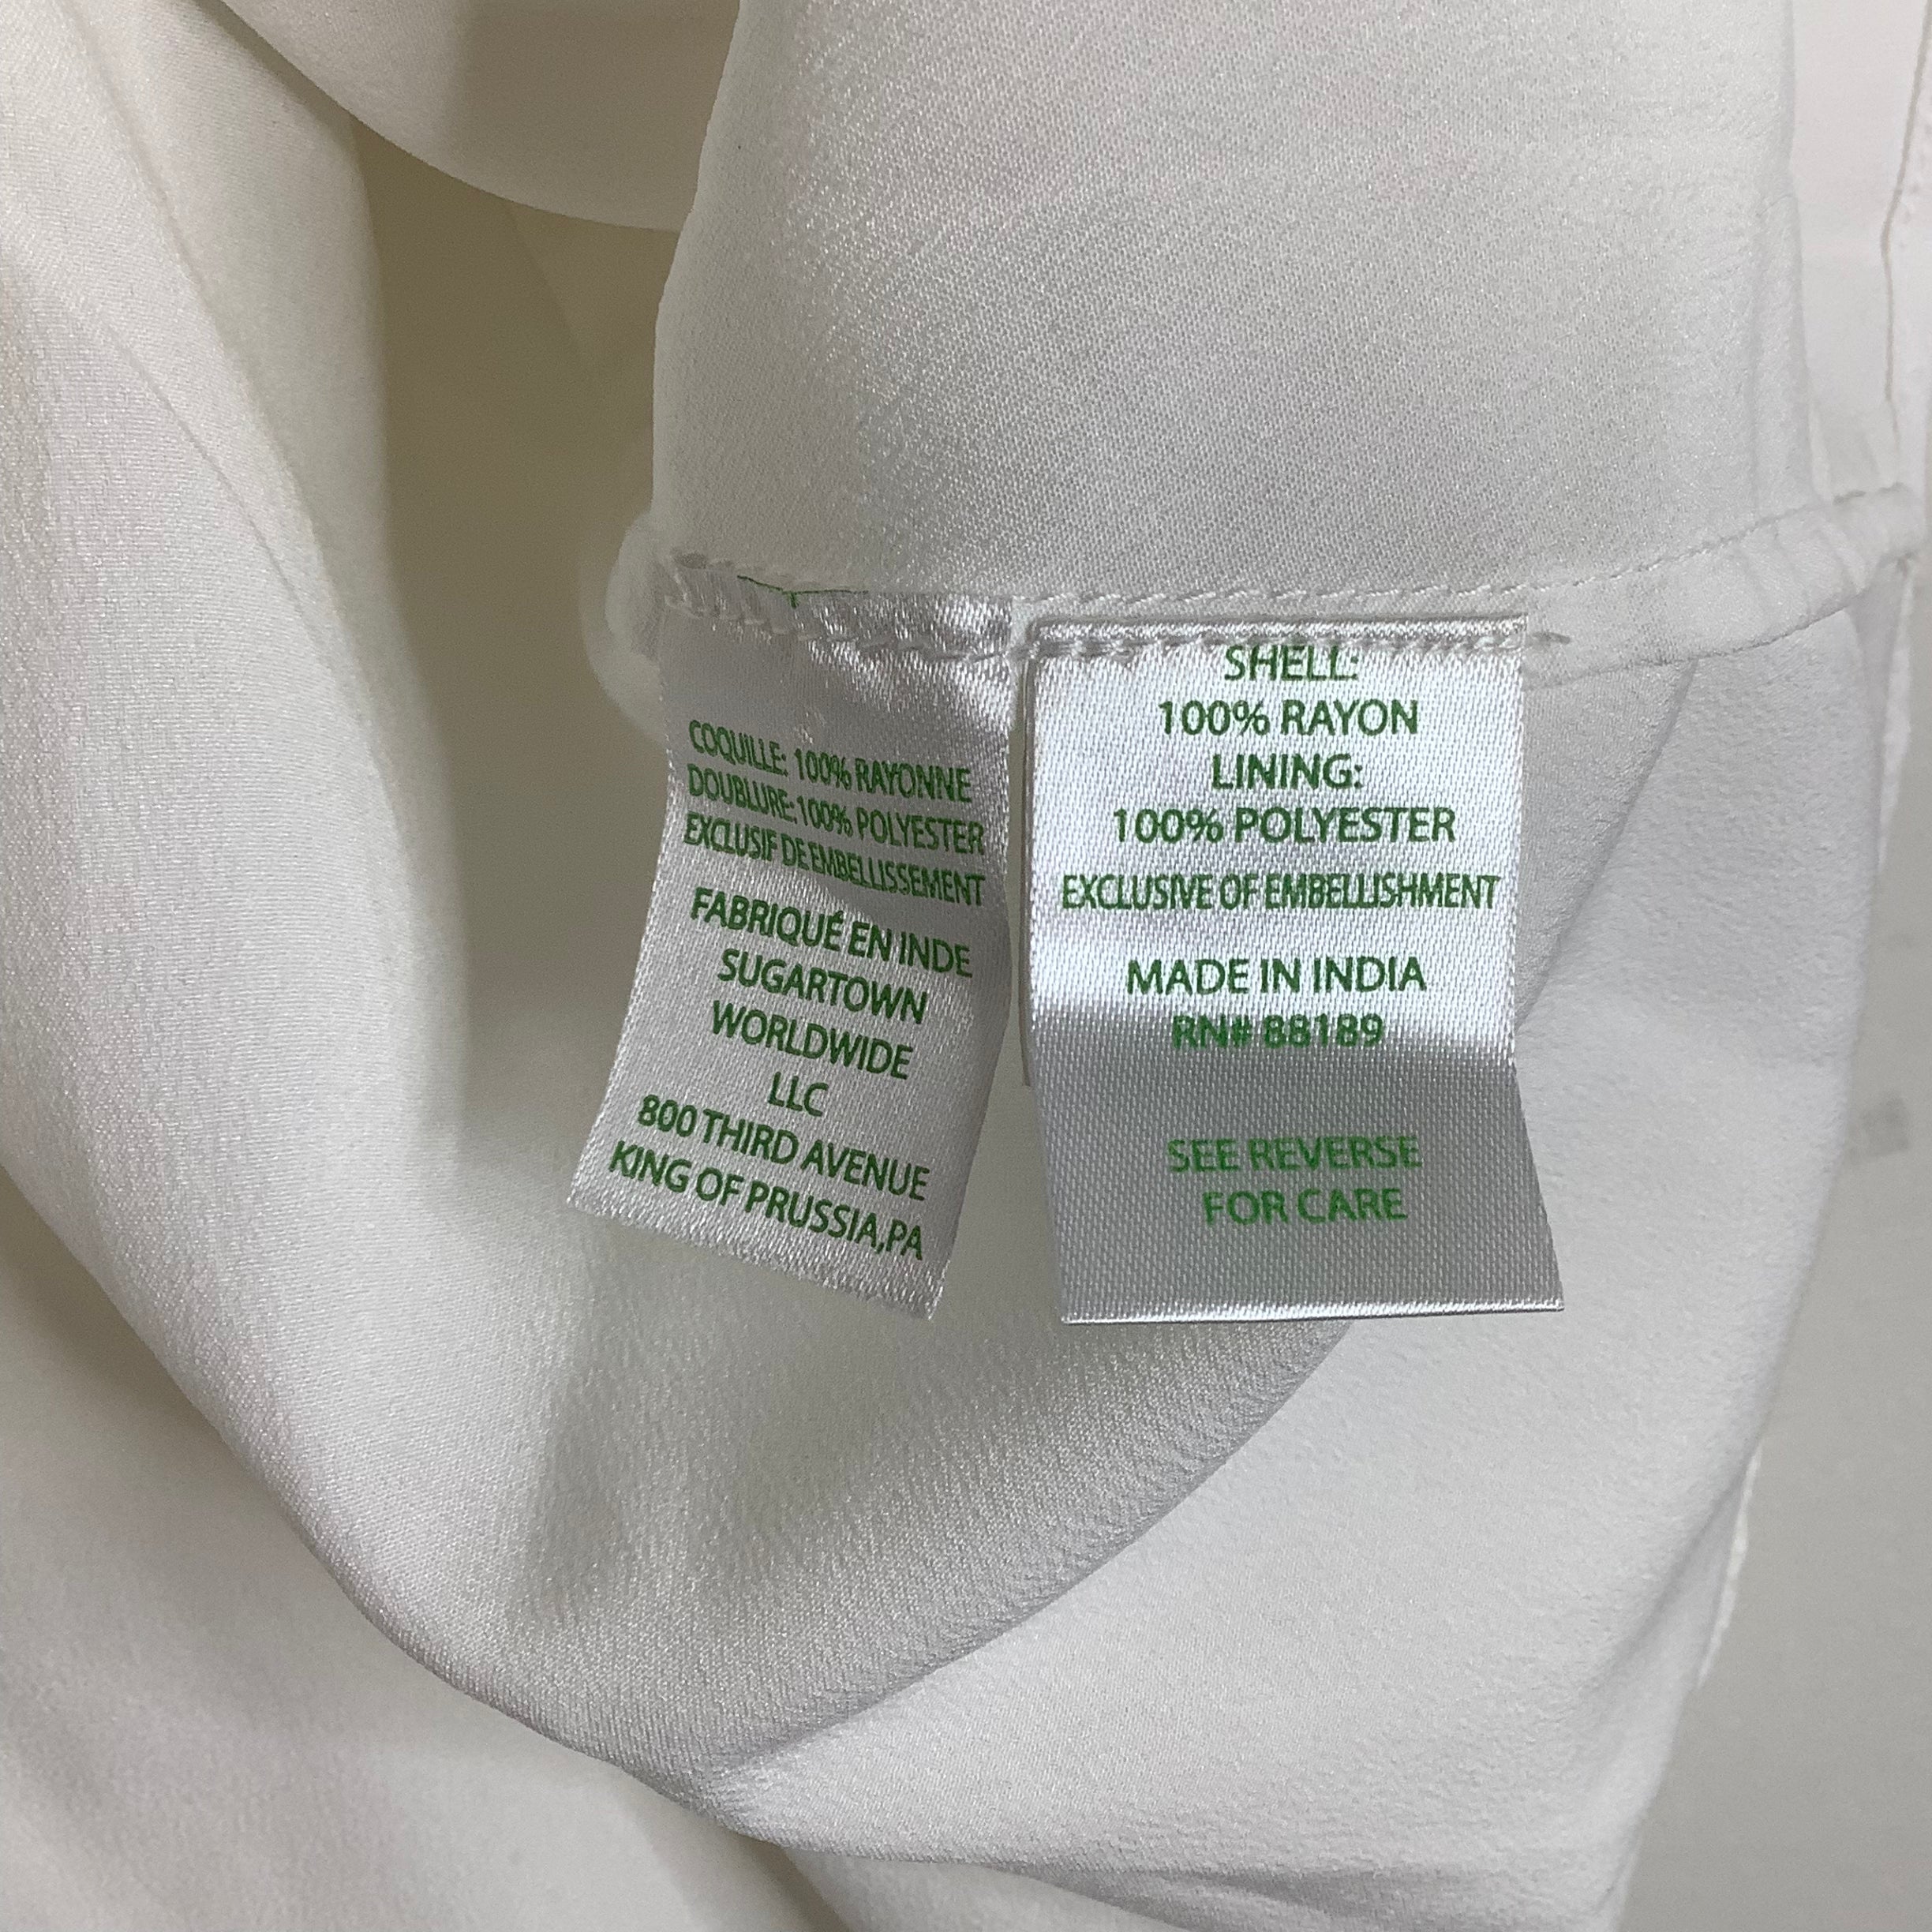 COQUILLE: 100% RAYONNE
DOUBLURE:100% POLYESTER
EXCLUSIF DE EMBELLISSEMENT
FABRIQUÉ EN INDE
SUGARTOWN
WORLDWIDE
LLC
800 THIRD AVENUE
KING OF PRUSSIA,PA
SHELL:
100% RAYON
LINING:
100% POLYESTER
EXCLUSIVE OF EMBELLISHMENT
MADE IN INDIA
RN# 88189
SEE REVERSE
FOR CARE